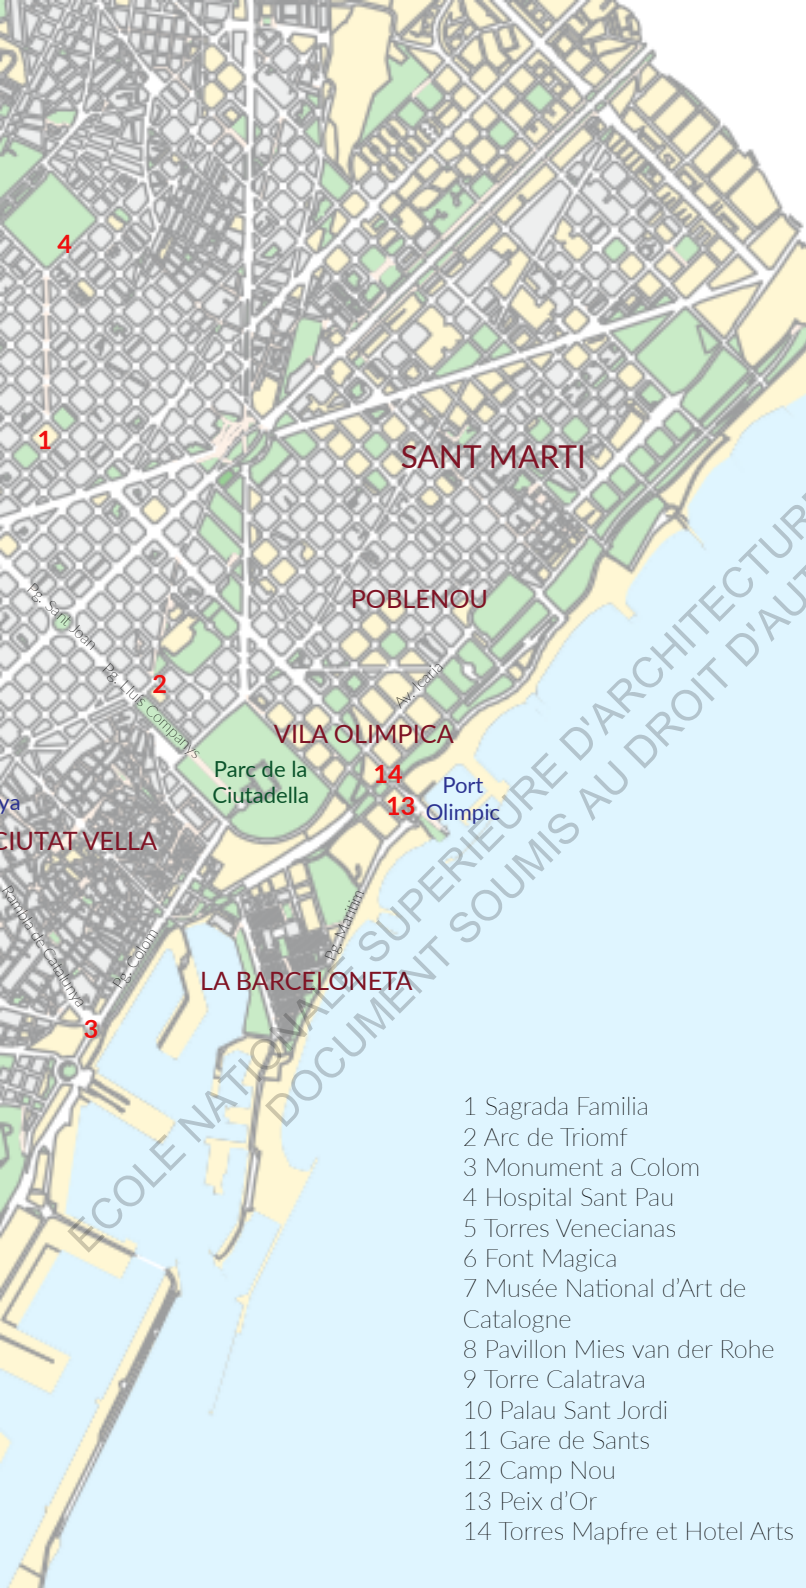 4
1
SANT MARTI
POBLENOU
Pg. Sant Joan
2
Pg. Lluís Companys
Av. Icaria
VILA OLIMPICA
Parc de la
Ciutadella
14
13
Port
Olimpic
ya
CIUTAT VELLA
Rambla de Catalunya
Pg. Colom
Pg. Maritim
LA BARCELONETA
3
ECOLE NATIONALE SUPERIEURE D'ARCHITECTURE
DOCUMENT SOUMIS AU DROIT D'AUT
1 Sagrada Familia
2 Arc de Triomf
3 Monument a Colom
4 Hospital Sant Pau
5 Torres Venecianas
6 Font Magica
7 Musée National d’Art de
Catalogne
8 Pavillon Mies van der Rohe
9 Torre Calatrava
10 Palau Sant Jordi
11 Gare de Sants
12 Camp Nou
13 Peix d’Or
14 Torres Mapfre et Hotel Arts